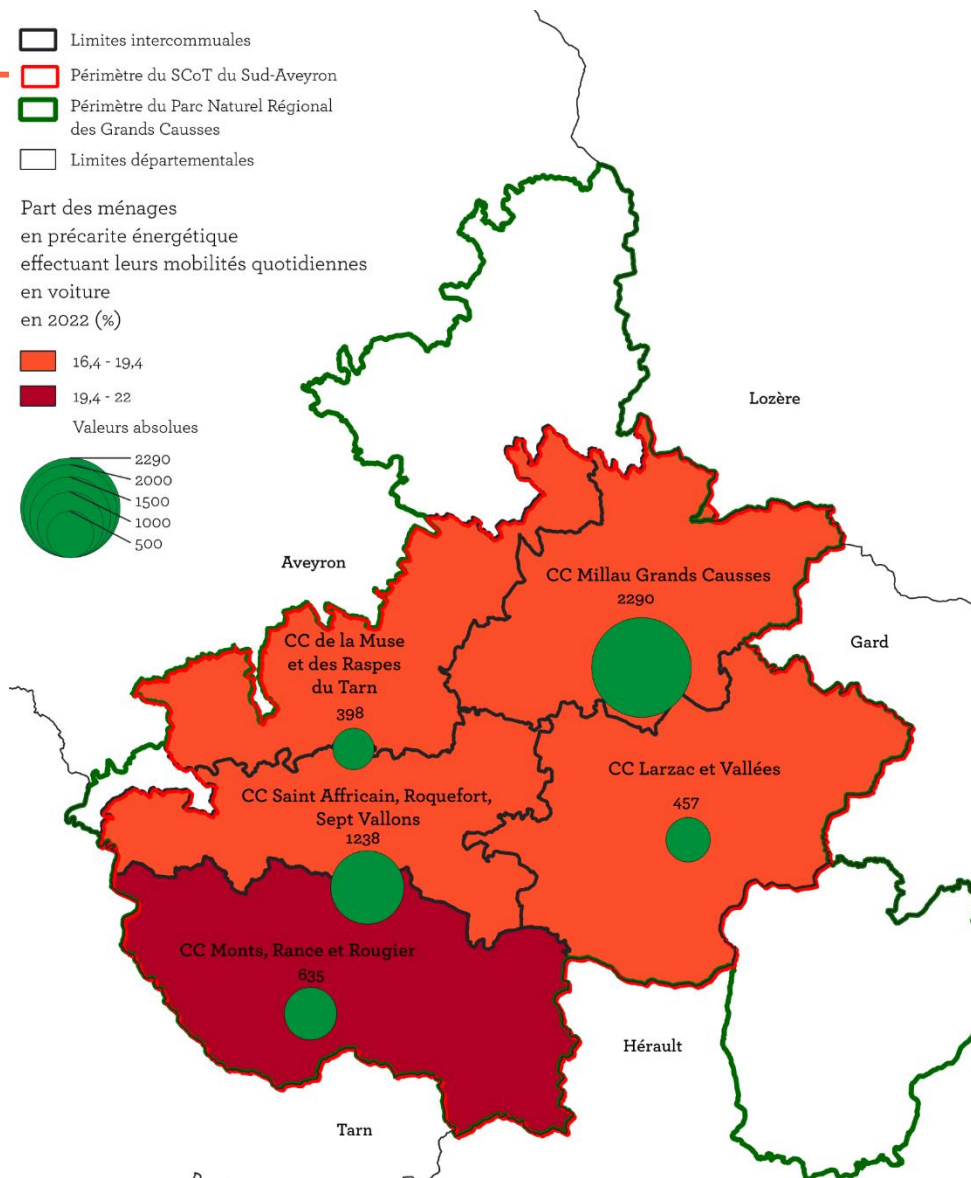 Limites intercommuales
Périmètre du SCoT du Sud-Aveyron
Périmètre du Parc Naturel Régional
des Grands Causses
Limites départementales
Part des ménages
en précarite énergétique
effectuant leurs mobilités quotidiennes
en voiture
en 2022 (%)
16,4 - 19,4
19,4 - 22
Valeurs absolues
2290
2000
1500
1000
500
Lozère
Aveyron
CC Millau Grands Causses
2290
Gard
CC de la Muse
et des Raspes
du Tarn
398
CC Larzac et Vallées
457
CC Saint Affricain, Roquefort,
Sept Vallons
1238
CC Monts, Rance et Rougier
635
Hérault
Tarn